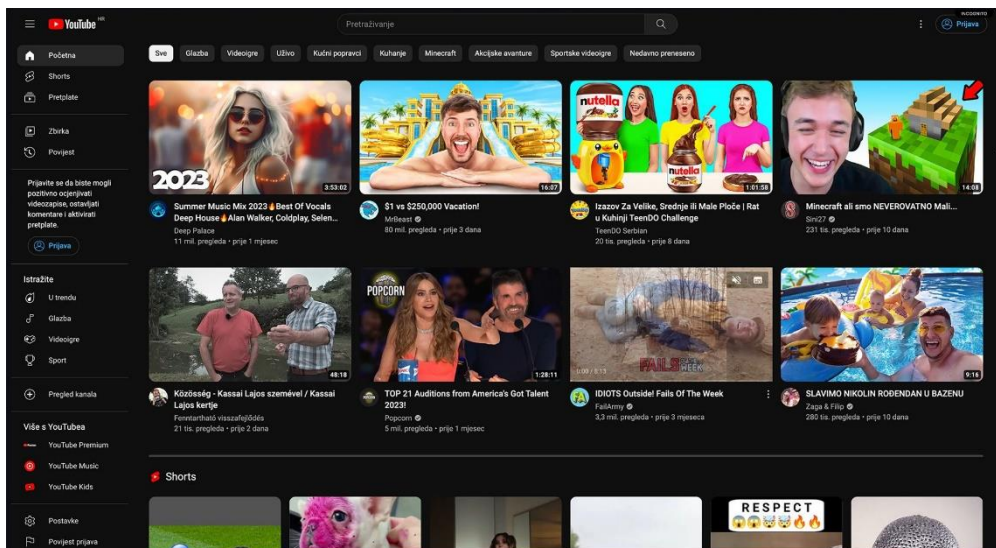 YouTube HR
Pretraživanje
INCOGNITO
Prijava
Početna
Shorts
Pretplate
Zbirka
Povijest
Prijavite se da biste mogli
pozitivno ocjenjivati
videozapise, ostavljati
komentare i aktivirati
pretplate.
Prijava
Istražite
U trendu
Glazba
Videoigre
Sport
Pregled kanala
Više s YouTubea
YouTube Premium
YouTube Music
YouTube Kids
Postavke
Povijest prijava
Sve
Glazba
Videoigre
Uživo
Kućni popravci
Kuhanje
Minecraft
Akcijske avanture
Sportske videoigre
Nedavno preneseno
2023
3:53:02
Summer Music Mix 2023🔥Best Of Vocals
Deep House🔥Alan Walker, Coldplay, Selen...
Deep Palace
11 mil. pregleda • prije 1 mjesec
16:07
$1 vs $250,000 Vacation!
MrBeast
80 mil. pregleda • prije 3 dana
nutella
nutella
1:01:58
Izazov Za Velike, Srednje ili Male Ploče | Rat
u Kuhinji TeenDO Challenge
TeenDO Serbian
20 tis. pregleda • prije 8 dana
14:08
Minecraft ali smo NEVEROVATNO Mali...
Sini27
231 tis. pregleda • prije 10 dana
48:18
Közösség - Kassai Lajos szemével / Kassai
Lajos kertje
Fenntartható visszafejlődés
21 tis. pregleda • prije 2 dana
POPCORN
1:28:11
TOP 21 Auditions from America's Got Talent
2023!
Popcorn
5 mil. pregleda • prije 1 mjesec
FAILS OF THE WEEK
0:00 / 8:13
IDIOTS Outside! Fails Of The Week
FailArmy
3,3 mil. pregleda • prije 3 mjeseca
9:16
SLAVIMO NIKOLIN ROĐENDAN U BAZENU
Zaga & Filip
280 tis. pregleda • prije 10 dana
Shorts
RESPECT